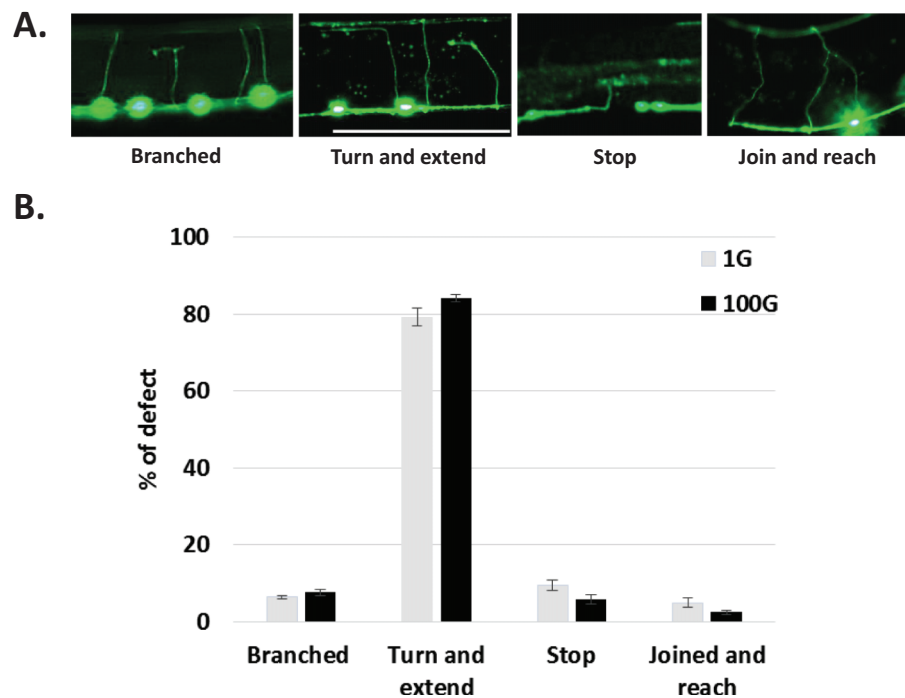 A.
Branched
Turn and extend
Stop
Join and reach
B.
% of defect
100
80
60
40
20
0
1G
100G
Branched
Turn and
extend
Stop
Joined and
reach